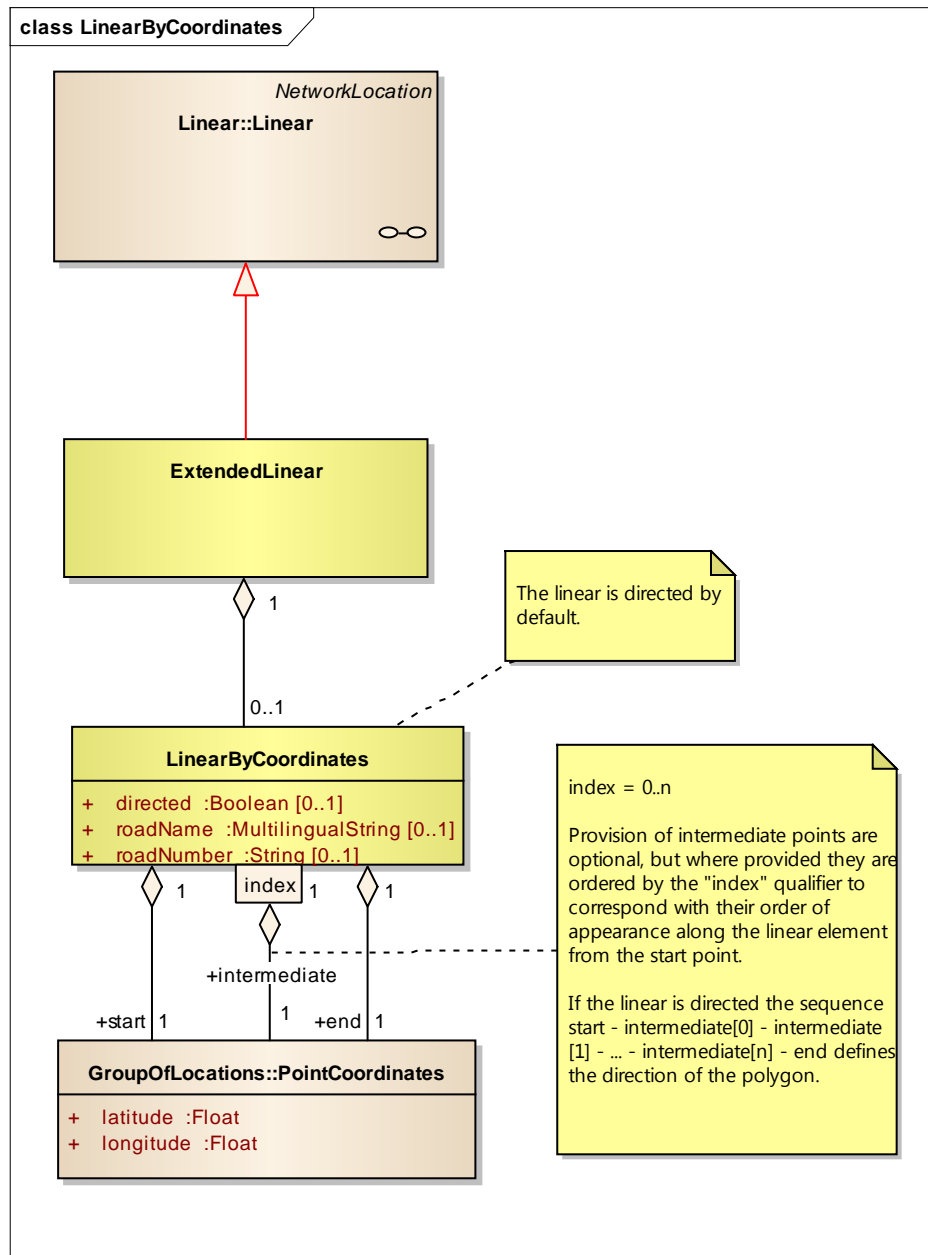 class LinearByCoordinates
NetworkLocation
Linear::Linear
ExtendedLinear
1
The linear is directed by
default.
0..1
LinearByCoordinates
+ directed :Boolean [0..1]
+ roadName :MultilingualString [0..1]
+ roadNumber :String [0..1]
1
index
1
1
+intermediate
+start
1
1
+end
1
index = 0..n
Provision of intermediate points are
optional, but where provided they are
ordered by the "index" qualifier to
correspond with their order of
appearance along the linear element
from the start point.
If the linear is directed the sequence
start - intermediate[0] - intermediate
[1] - ... - intermediate[n] - end defines
the direction of the polygon.
GroupOfLocations::PointCoordinates
+ latitude :Float
+ longitude :Float